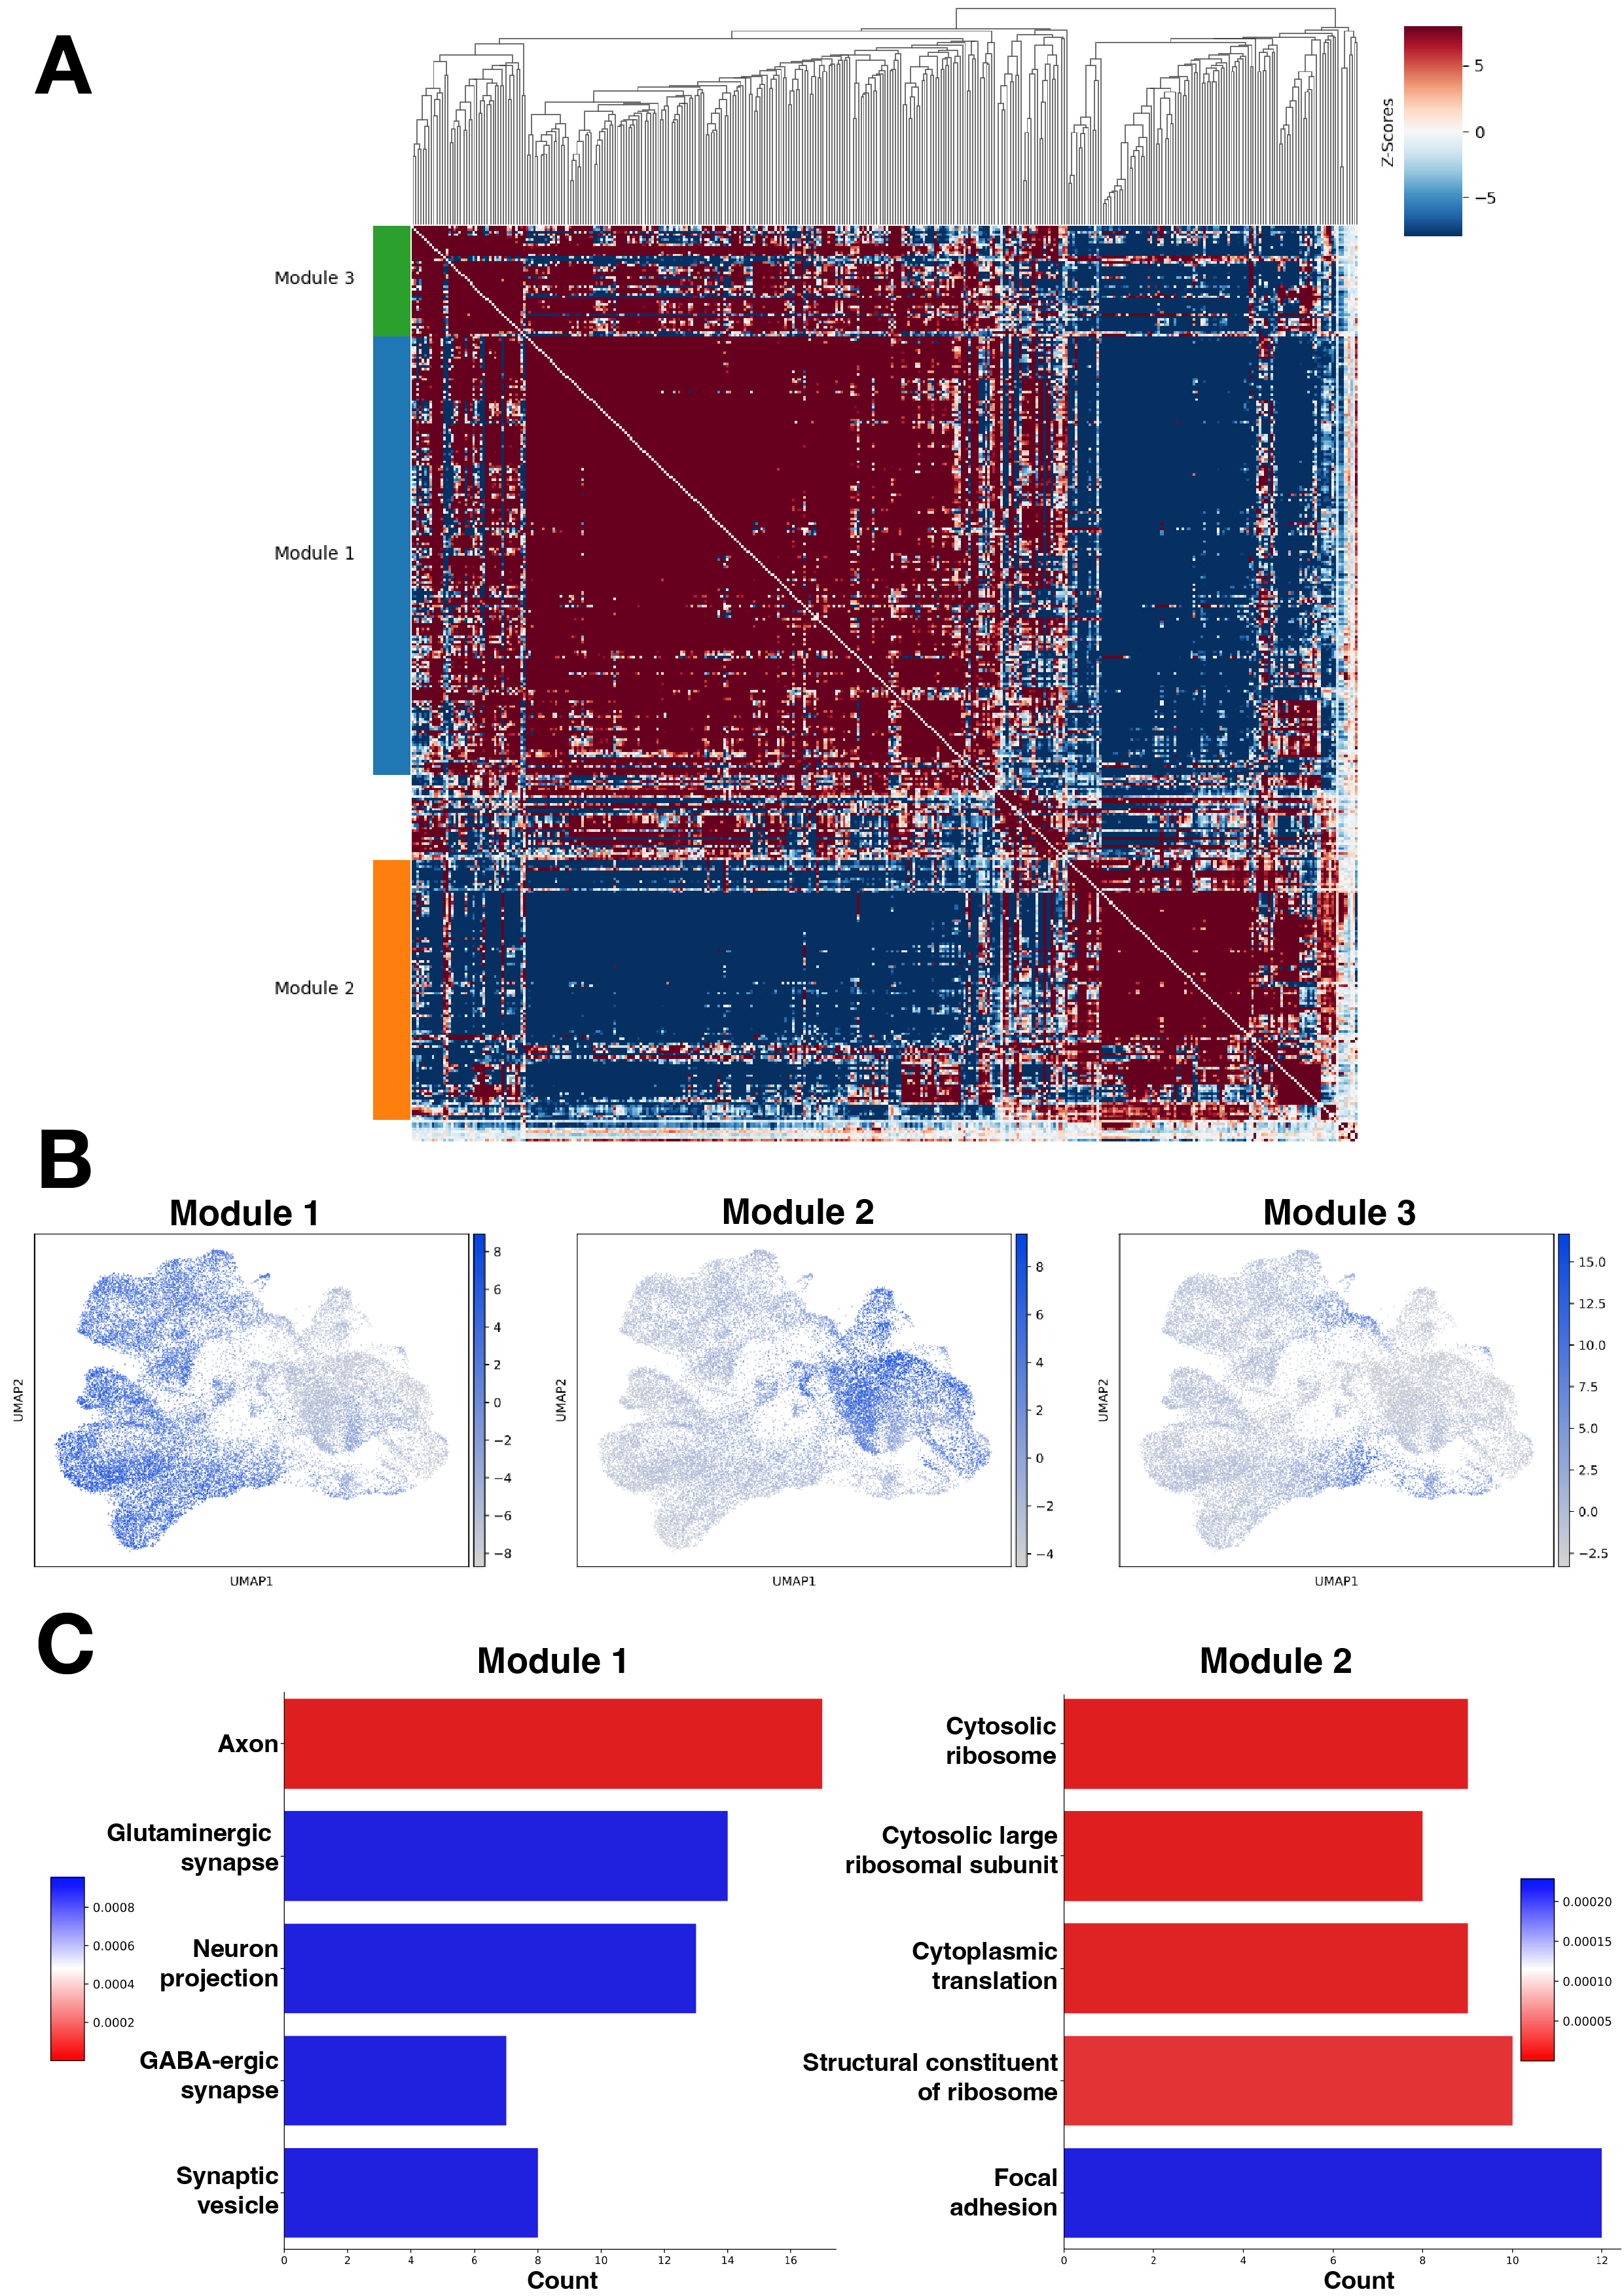 A
5
0
−5
Z-Scores
Module 3
Module 1
Module 2
B
Module 1
Module 2
Module 3
8
6
4
2
0
−2
−4
−6
−8
UMAP2
UMAP1
8
6
4
2
0
−2
−4
UMAP2
UMAP1
15.0
12.5
10.0
7.5
5.0
2.5
0.0
−2.5
UMAP2
UMAP1
C
Module 1
Axon
Glutaminergic
synapse
Neuron
projection
GABA-ergic
synapse
Synaptic
vesicle
0.0008
0.0006
0.0004
0.0002
0 2 4 6 8 10 12 14 16
Count
Module 2
Cytosolic
ribosome
Cytosolic large
ribosomal subunit
Cytoplasmic
translation
Structural constituent
of ribosome
Focal
adhesion
0.00020
0.00015
0.00010
0.00005
0 2 4 6 8 10 12
Count